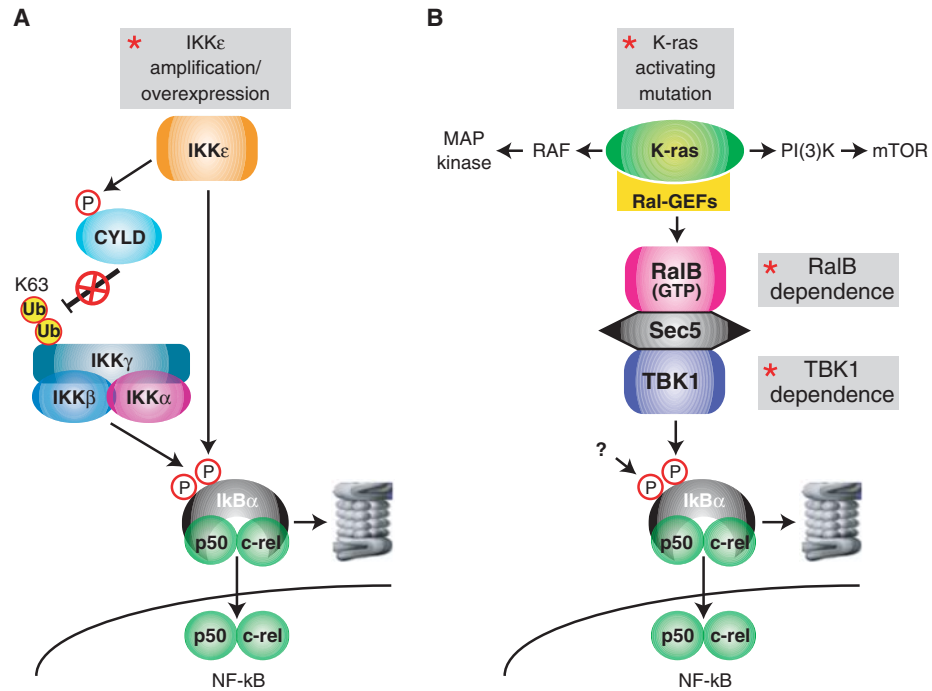 A
* IKKε
amplification/
overexpression
IKKε
P
CYLD
K63
Ub
Ub
IKKγ
IKKβ IKKα
P
P
IkBα
p50 c-rel
p50 c-rel
NF-kB
B
* K-ras
activating
mutation
MAP
kinase
RAF
K-ras
PI(3)K
mTOR
Ral-GEFs
RalB
(GTP)
* RalB
dependence
Sec5
TBK1
* TBK1
dependence
?
P
P
IkBα
p50 c-rel
p50 c-rel
NF-kB